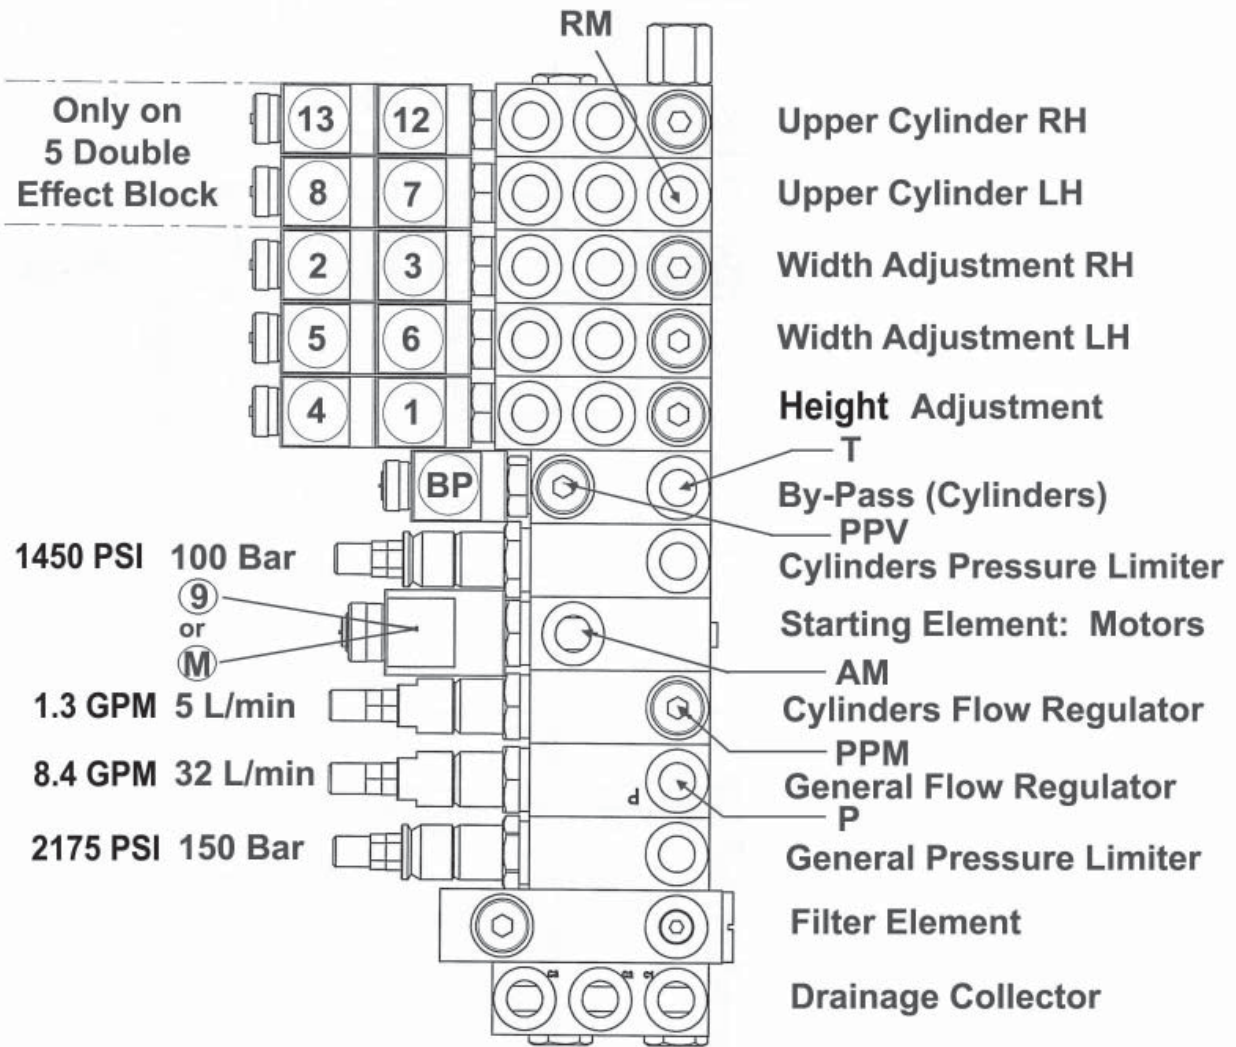 RM
Only on
5 Double
Effect Block
13 12 Upper Cylinder RH
8 7 Upper Cylinder LH
2 3 Width Adjustment RH
5 6 Width Adjustment LH
4 1 Height Adjustment
T
BP By-Pass (Cylinders)
PPV
1450 PSI 100 Bar Cylinders Pressure Limiter
9
or
M
Starting Element: Motors
AM
1.3 GPM 5 L/min Cylinders Flow Regulator
PPM
8.4 GPM 32 L/min General Flow Regulator
P
P
2175 PSI 150 Bar General Pressure Limiter
Filter Element
Drainage Collector